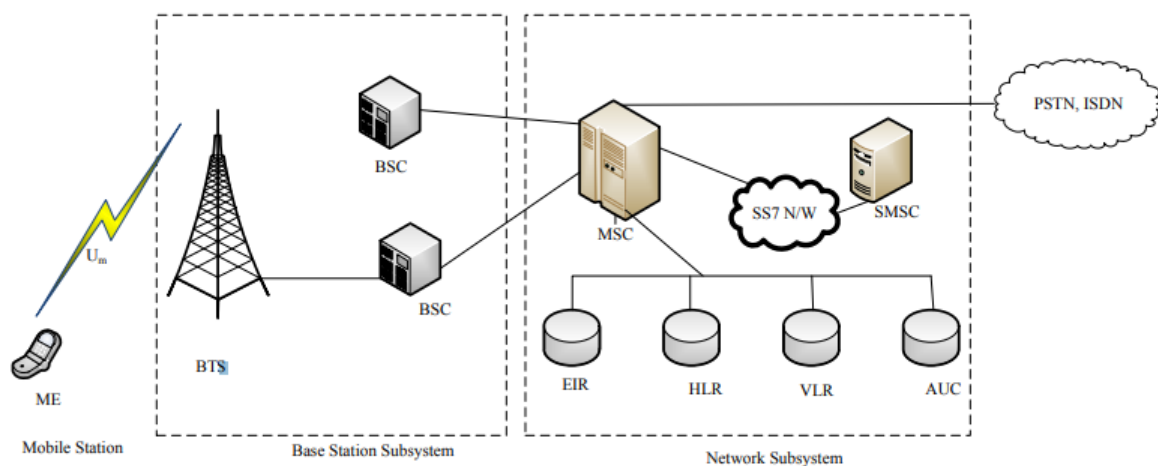 PSTN, ISDN
BSC
SS7 N/W
SMSC
MSC
Um
BSC
BTS
EIR
HLR
VLR
AUC
ME
Mobile Station
Base Station Subsystem
Network Subsystem